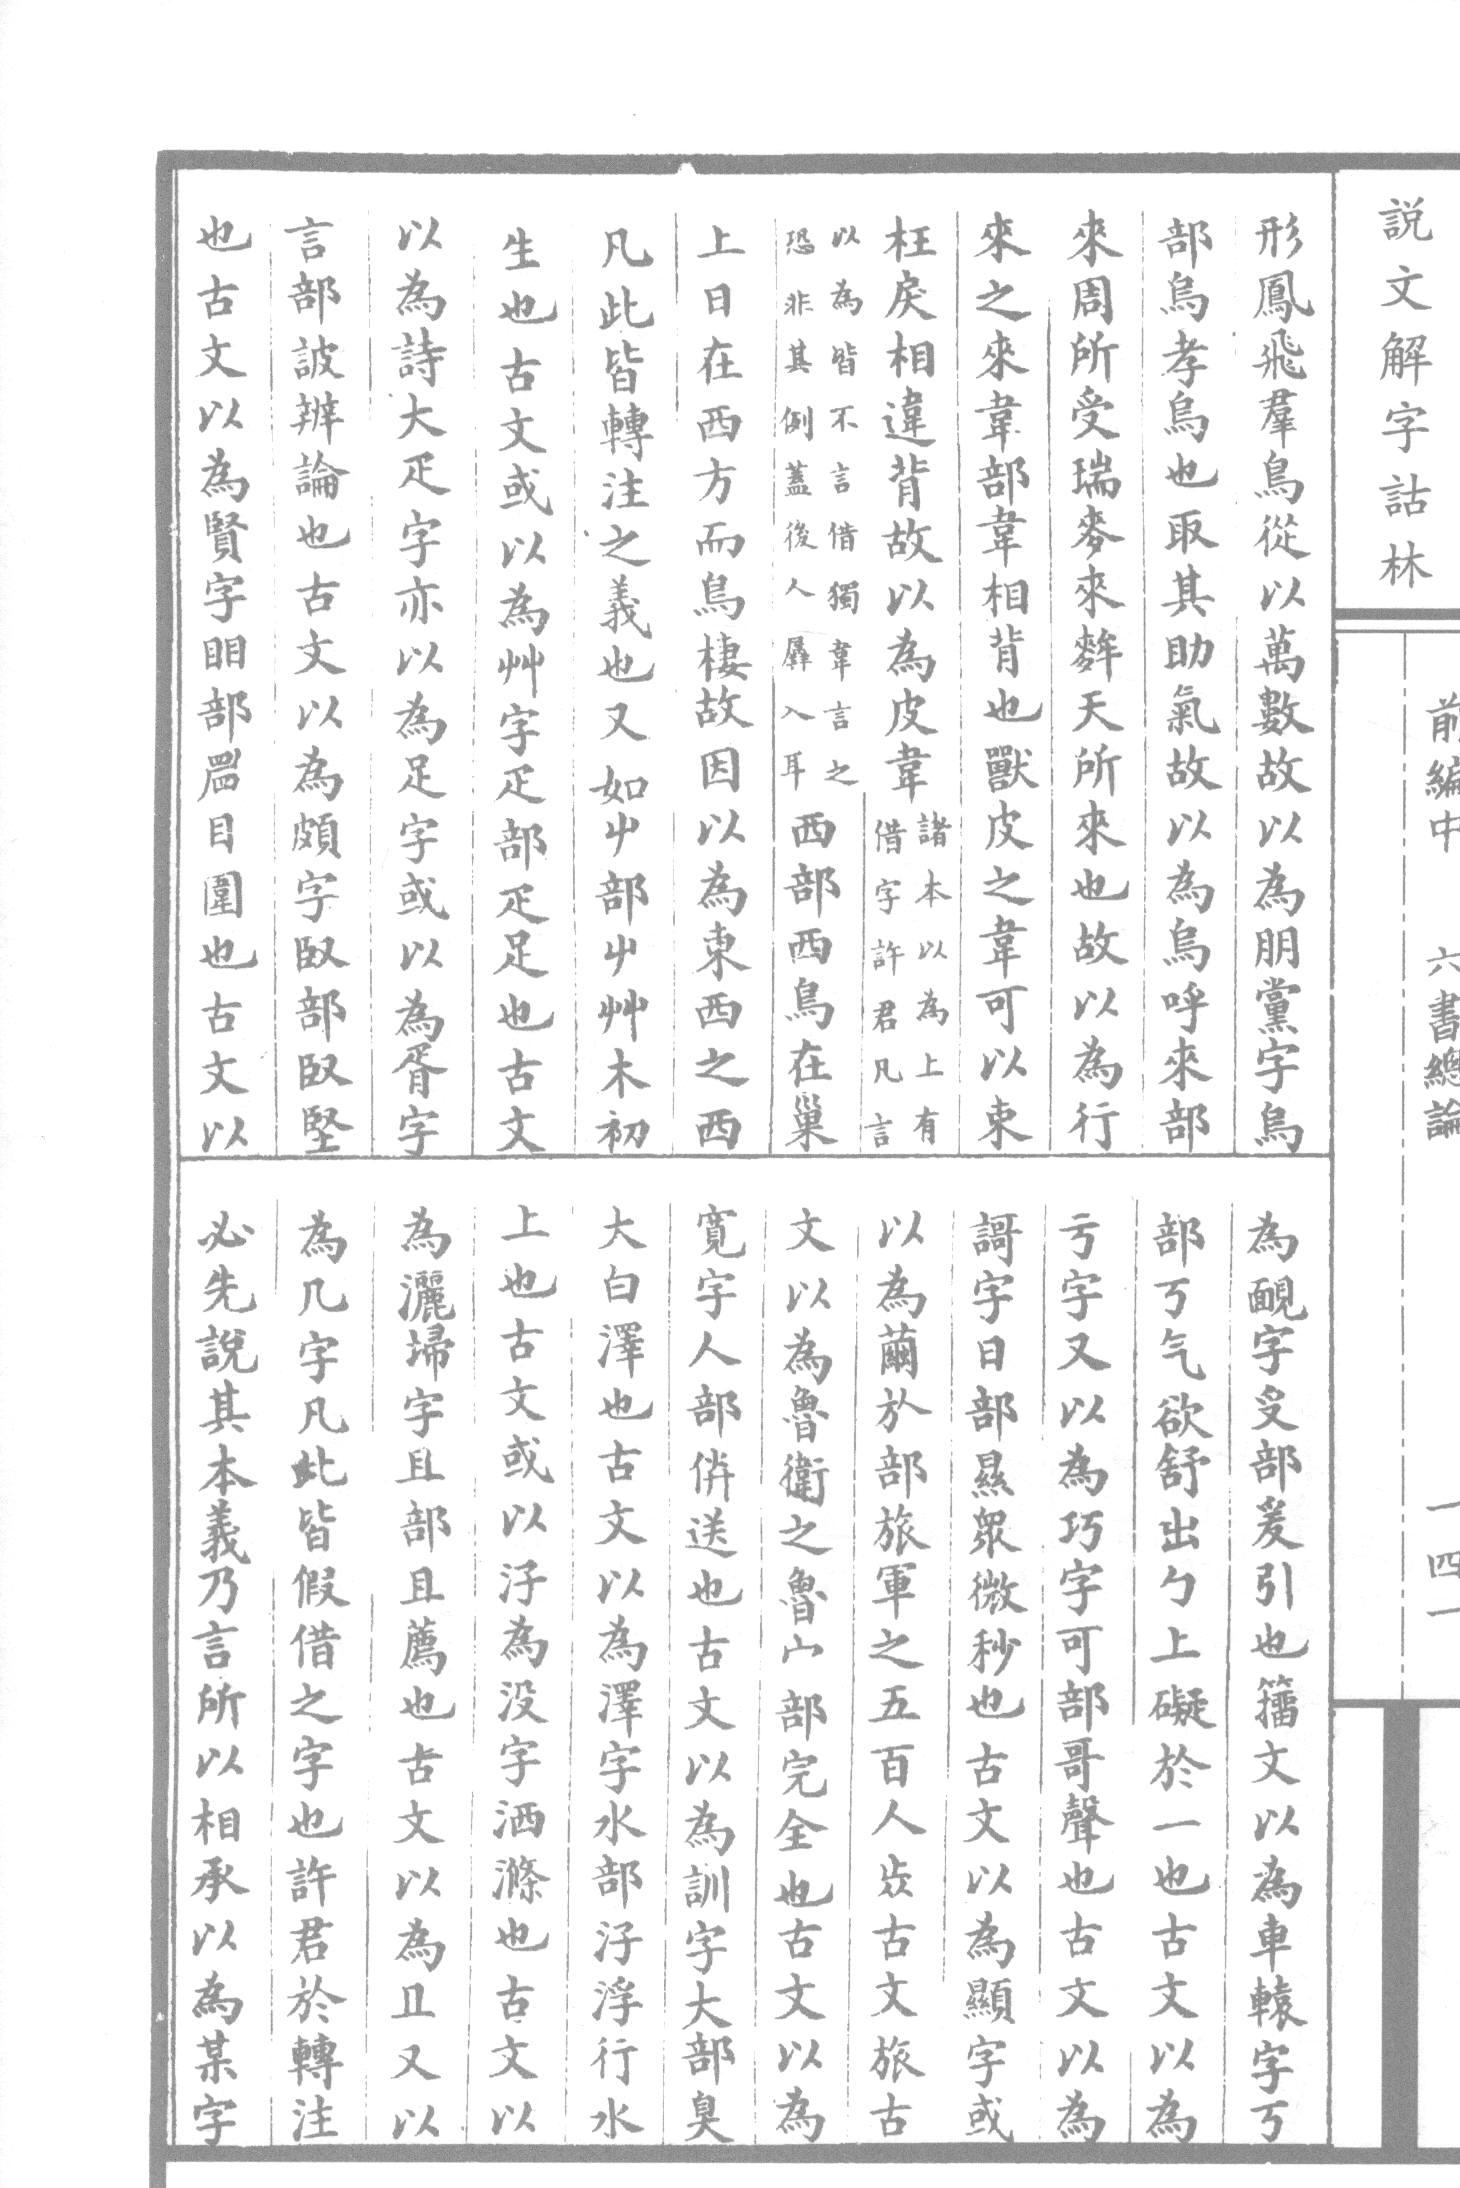 說文解字詁林
前編中 六書總論 一四一
形鳳飛羣鳥從以萬數故以為朋黨字烏
部烏孝烏也取其助氣故以為烏呼來部
來周所受瑞麥來麰天所來也故以為行
來之來韋部韋相背也獸皮之韋可以束
枉戾相違背故以為皮韋諸本以為上有
借字許君凡言
以為皆不言借獨韋言之
恐非其例蓋後人羼入耳西部西鳥在巢
上日在西方而鳥棲故因以為東西之西
凡此皆轉注之義也又如屮部屮艸木初
生也古文或以為艸字疋部疋足也古文
以為詩大疋字亦以為足字或以為胥字
言部詖辨論也古文以為頗字臤部臤堅
也古文以為賢字䀠部圌目圍也古文以
為靦字𠬪部爰引也籀文以為車轅字丂
部丂气欲舒出勹上礙於一也古文以為
亏字又以為巧字可部哥聲也古文以為
謌字日部㬎眾微秒也古文以為顯字或
以為繭㫃部旅軍之五百人𣥏古文旅古
文以為魯衛之魯宀部完全也古文以為
寬字人部倂送也古文以為訓字大部臭
大白澤也古文以為澤字水部汓浮行水
上也古文或以汓為沒字洒滌也古文以
為灑埽字且部且薦也古文以為且又以
為几字凡此皆假借之字也許君於轉注
必先說其本義乃言所以相承以為某字